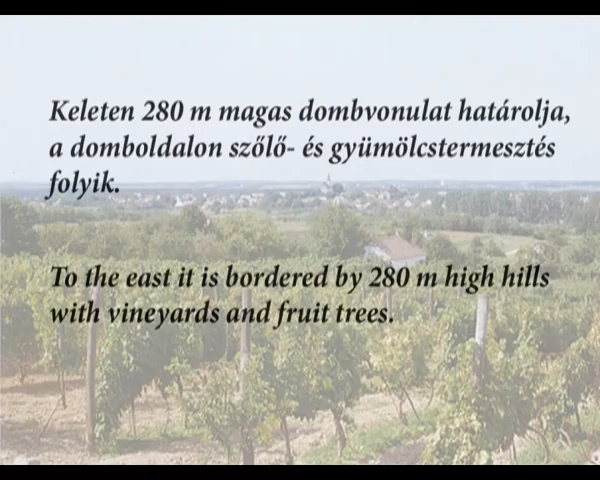 Keleten 280 m magas dombvonulat határolja,
a domboldalon szőlő- és gyümölcstermesztés
folyik.
To the east it is bordered by 280 m high hills
with vineyards and fruit trees.